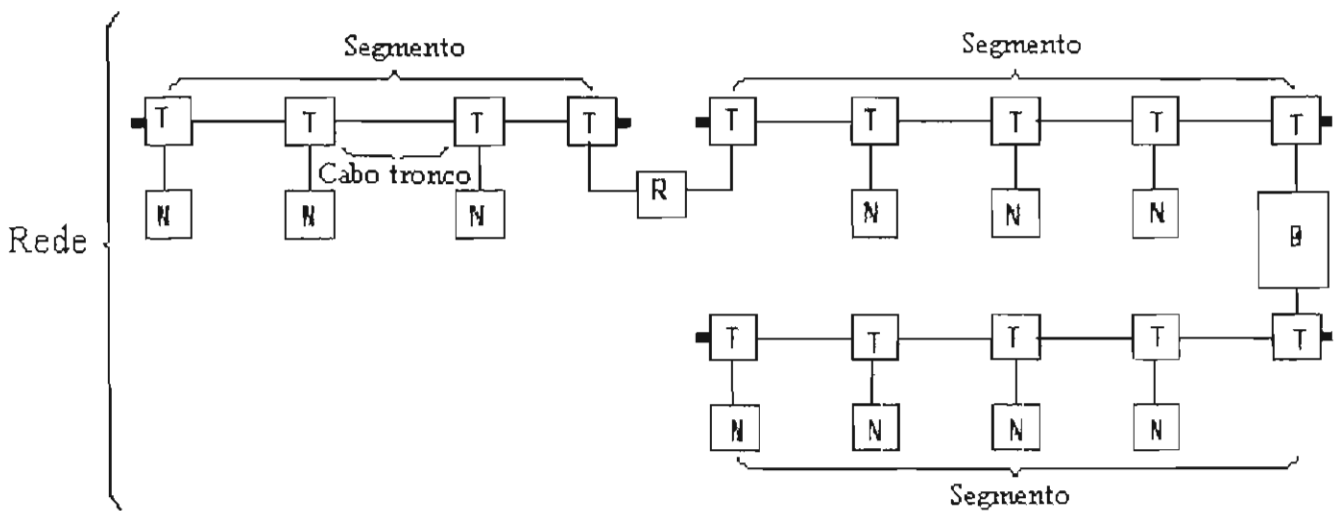 Segmento
Segmento
T T T T T T T T T
Cabo tronco
R
N N N N N N
Rede
B
T T T T T
N N N N
Segmento